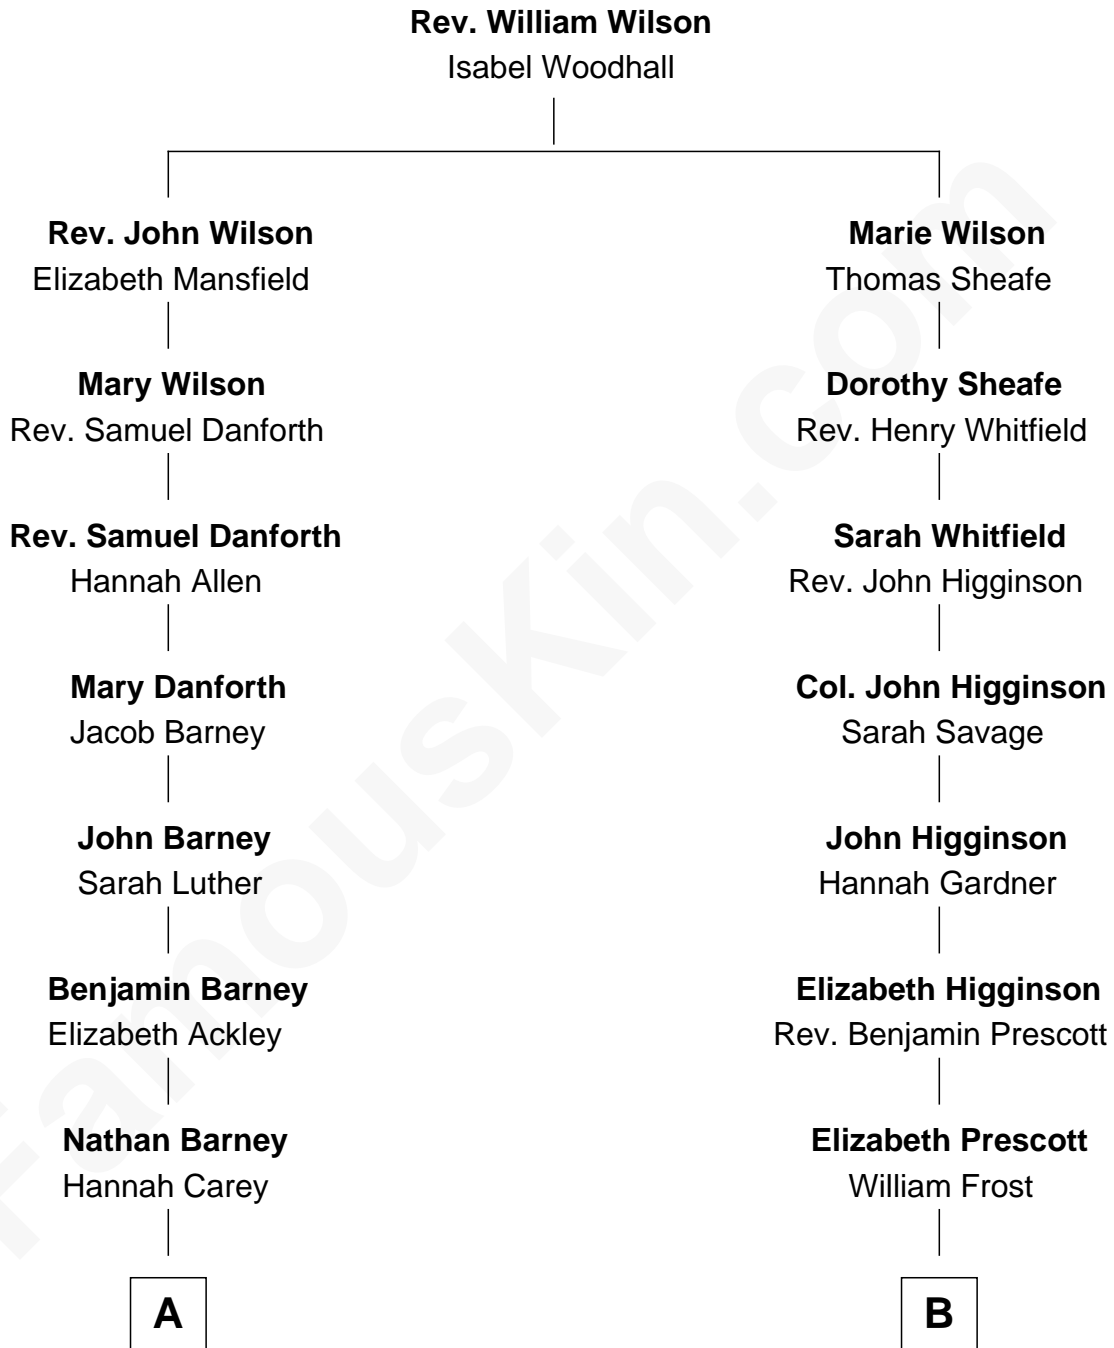 Rev. William Wilson
Isabel Woodhall
Rev. John Wilson
Elizabeth Mansfield
Marie Wilson
Thomas Sheafe
Mary Wilson
Rev. Samuel Danforth
Dorothy Sheafe
Rev. Henry Whitfield
Rev. Samuel Danforth
Hannah Allen
Sarah Whitfield
Rev. John Higginson
Mary Danforth
Jacob Barney
Col. John Higginson
Sarah Savage
John Barney
Sarah Luther
John Higginson
Hannah Gardner
Benjamin Barney
Elizabeth Ackley
Elizabeth Higginson
Rev. Benjamin Prescott
Nathan Barney
Hannah Carey
Elizabeth Prescott
William Frost
A
B
FamousKin.com